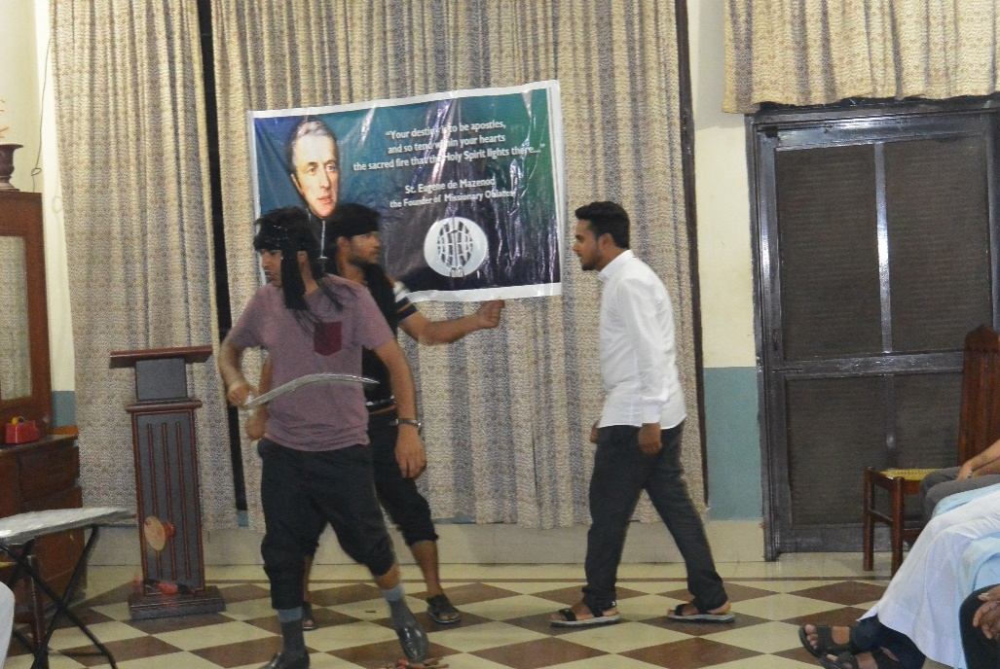 "Your destiny is to be apostles,
and so tend within your hearts
the sacred fire that the Holy Spirit lights there..."
St. Eugene de Mazenod
the Founder of Missionary Oblates